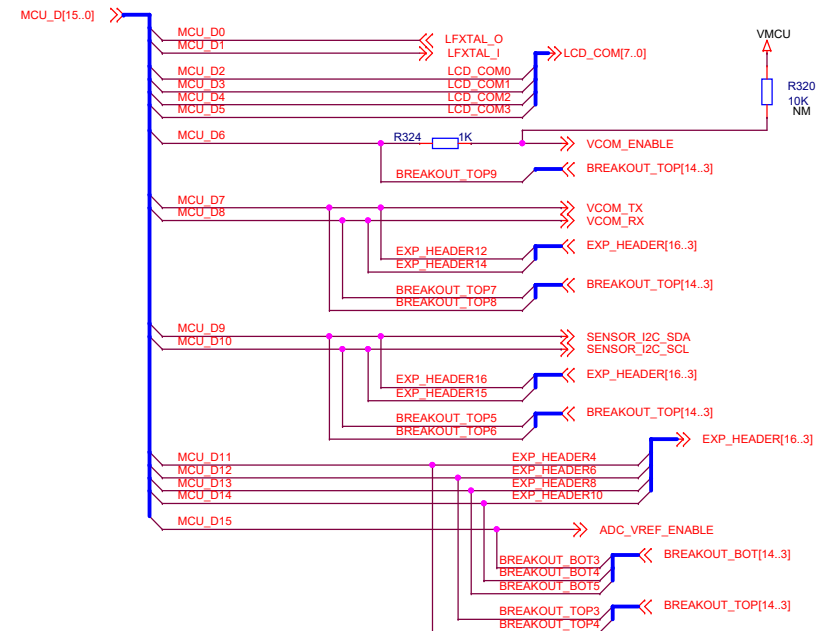 MCU_D[15..0]
MCU_D0
LFXTAL_O
MCU_D1
LFXTAL_I
VMCU
MCU_D2
LCD_COM0
LCD_COM[7..0]
MCU_D3
LCD_COM1
MCU_D4
LCD_COM2
MCU_D5
LCD_COM3
R320
10K
NM
MCU_D6
R324
1K
VCOM_ENABLE
BREAKOUT_TOP9
BREAKOUT_TOP[14..3]
MCU_D7
VCOM_TX
MCU_D8
VCOM_RX
EXP_HEADER12
EXP_HEADER[16..3]
EXP_HEADER14
BREAKOUT_TOP7
BREAKOUT_TOP[14..3]
BREAKOUT_TOP8
MCU_D9
SENSOR_I2C_SDA
MCU_D10
SENSOR_I2C_SCL
EXP_HEADER16
EXP_HEADER[16..3]
EXP_HEADER15
BREAKOUT_TOP5
BREAKOUT_TOP[14..3]
BREAKOUT_TOP6
EXP_HEADER[16..3]
MCU_D11
EXP_HEADER4
MCU_D12
EXP_HEADER6
MCU_D13
EXP_HEADER8
MCU_D14
EXP_HEADER10
MCU_D15
ADC_VREF_ENABLE
BREAKOUT_BOT3
BREAKOUT_BOT[14..3]
BREAKOUT_BOT4
BREAKOUT_BOT5
BREAKOUT_TOP3
BREAKOUT_TOP[14..3]
BREAKOUT_TOP4